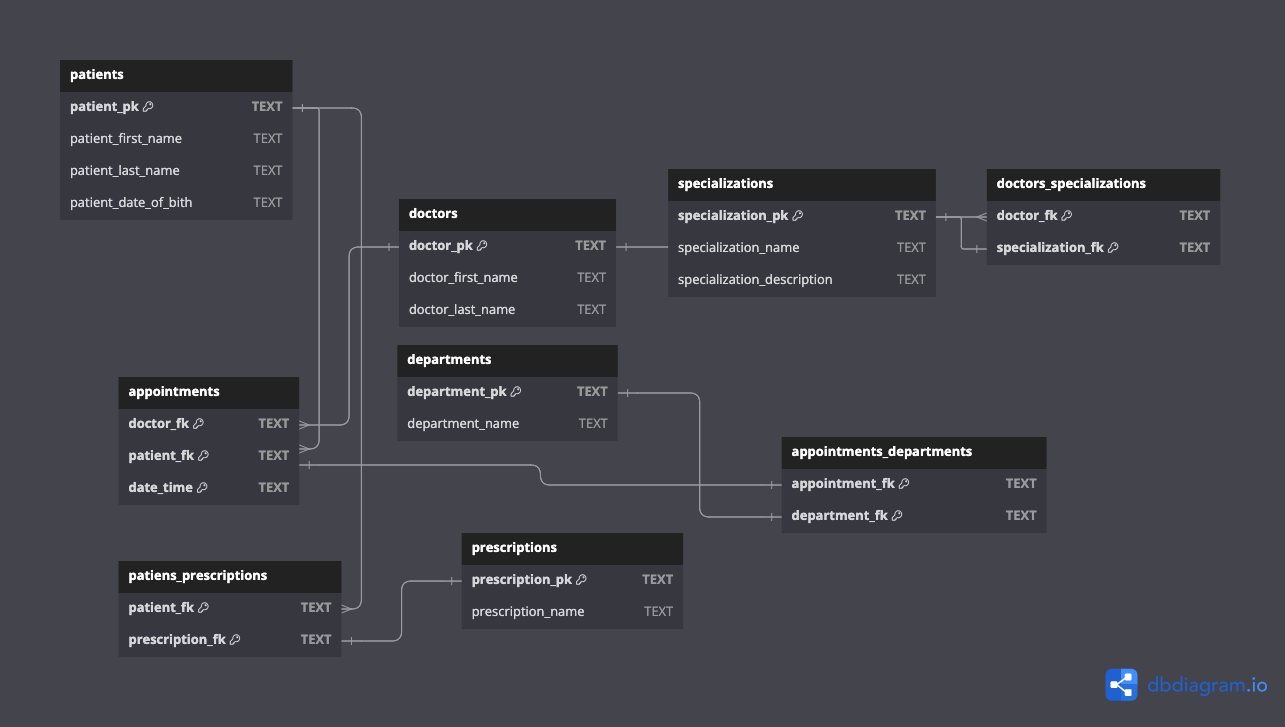 patients
patient_pk TEXT
patient_first_name TEXT
patient_last_name TEXT
patient_date_of_bith TEXT
doctors
doctor_pk TEXT
doctor_first_name TEXT
doctor_last_name TEXT
specializations
specialization_pk TEXT
specialization_name TEXT
specialization_description TEXT
doctors_specializations
doctor_fk TEXT
specialization_fk TEXT
departments
department_pk TEXT
department_name TEXT
appointments
doctor_fk TEXT
patient_fk TEXT
date_time TEXT
appointments_departments
appointment_fk TEXT
department_fk TEXT
patiens_prescriptions
patient_fk TEXT
prescription_fk TEXT
prescriptions
prescription_pk TEXT
prescription_name TEXT
dbdiagram.io